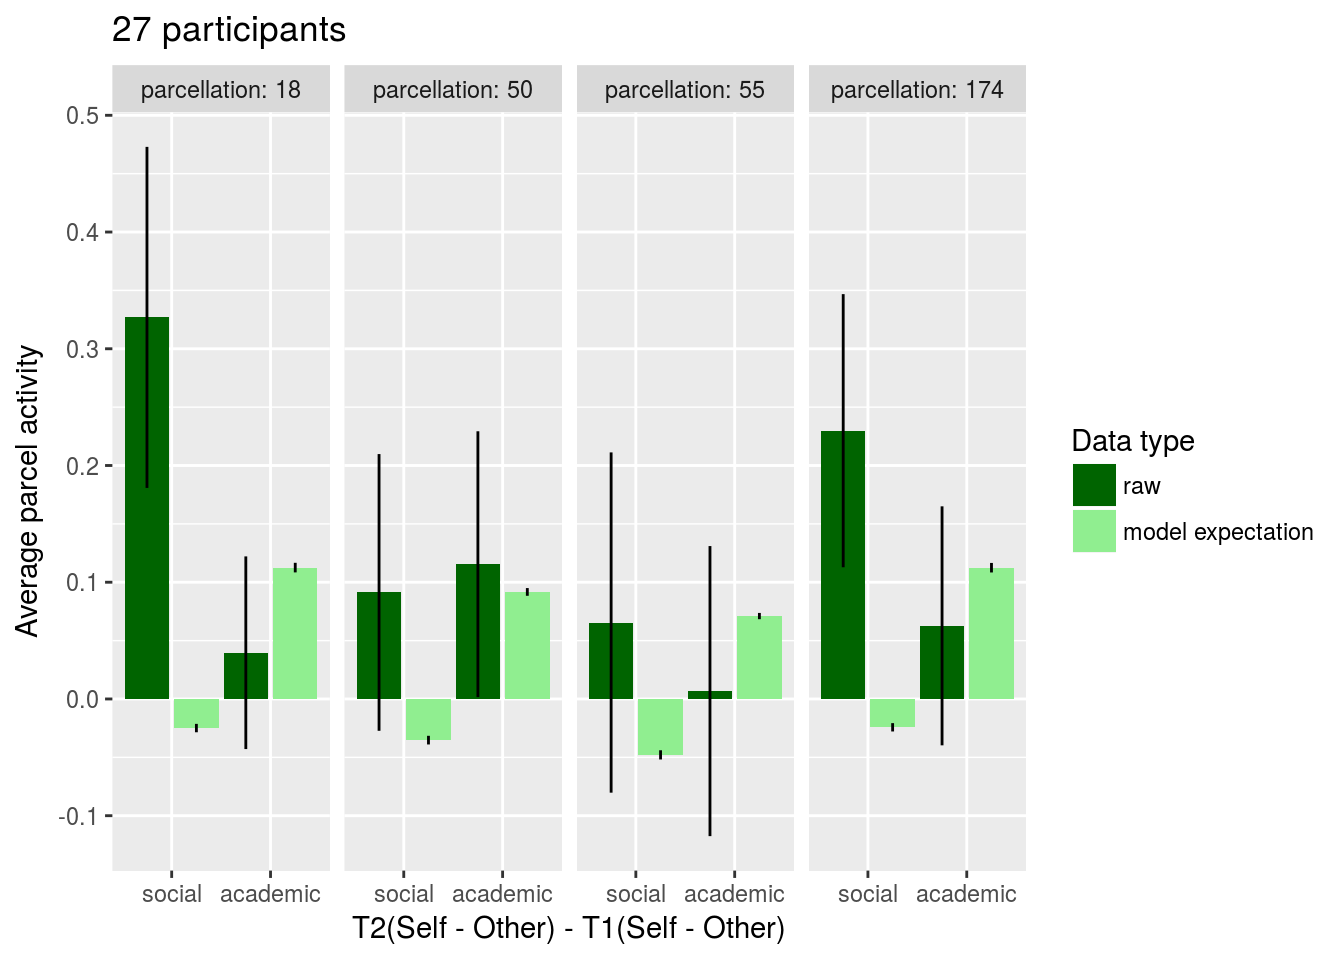 27 participants
parcellation: 18
parcellation: 50
parcellation: 55
parcellation: 174
Average parcel activity
0.5
0.4
0.3
0.2
0.1
0.0
-0.1
social academic
social academic
social academic
social academic
T2(Self - Other) - T1(Self - Other)
Data type
raw
model expectation